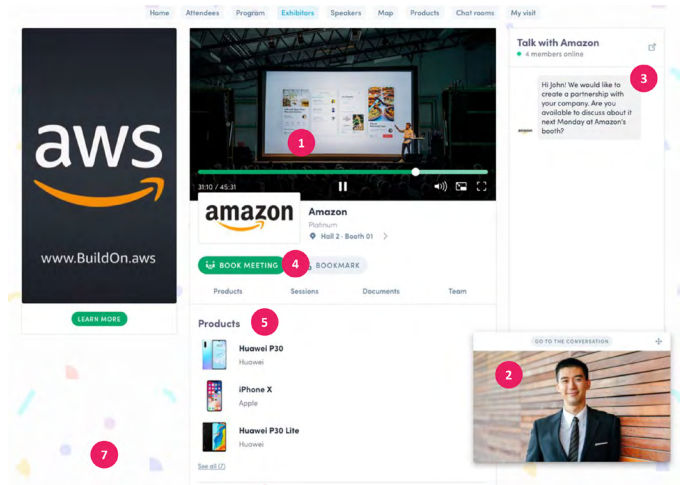 Home Attendees Program Exhibitors Speakers Map Products Chat rooms My visit
aws
www.BuildOn.aws
LEARN MORE
1
31:10 / 45:31
amazon
Amazon
Platinum
Hall 2 - Booth 01
BOOK MEETING
4
BOOKMARK
Products Sessions Documents Team
Products
5
Huawei P30
Huawei
iPhone X
Apple
Huawei P30 Lite
Huawei
See all (7)
Talk with Amazon
4 members online
3
Hi John! We would like to
create a partnership with
your company. Are you
available to discuss about it
next Monday at Amazon's
booth?
amazon
GO TO THE CONVERSATION
2
7